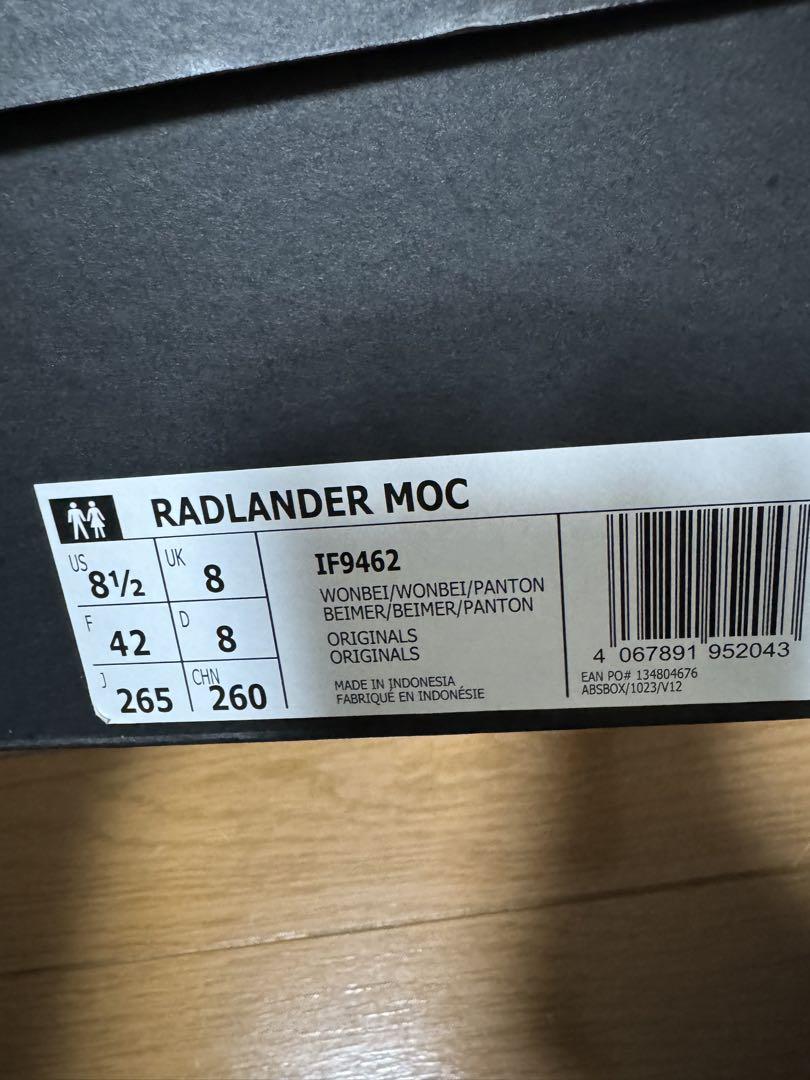 RADLANDER MOC
US 8½ UK 8
F 42 D 8
J 265 CHN 260
IF9462
WONBEI/WONBEI/PANTON
BEIMER/BEIMER/PANTON
ORIGINALS
ORIGINALS
MADE IN INDONESIA
FABRIQUÉ EN INDONÉSIE
4 067891 952043
EAN PO# 134804676
ABSBOX/1023/V12